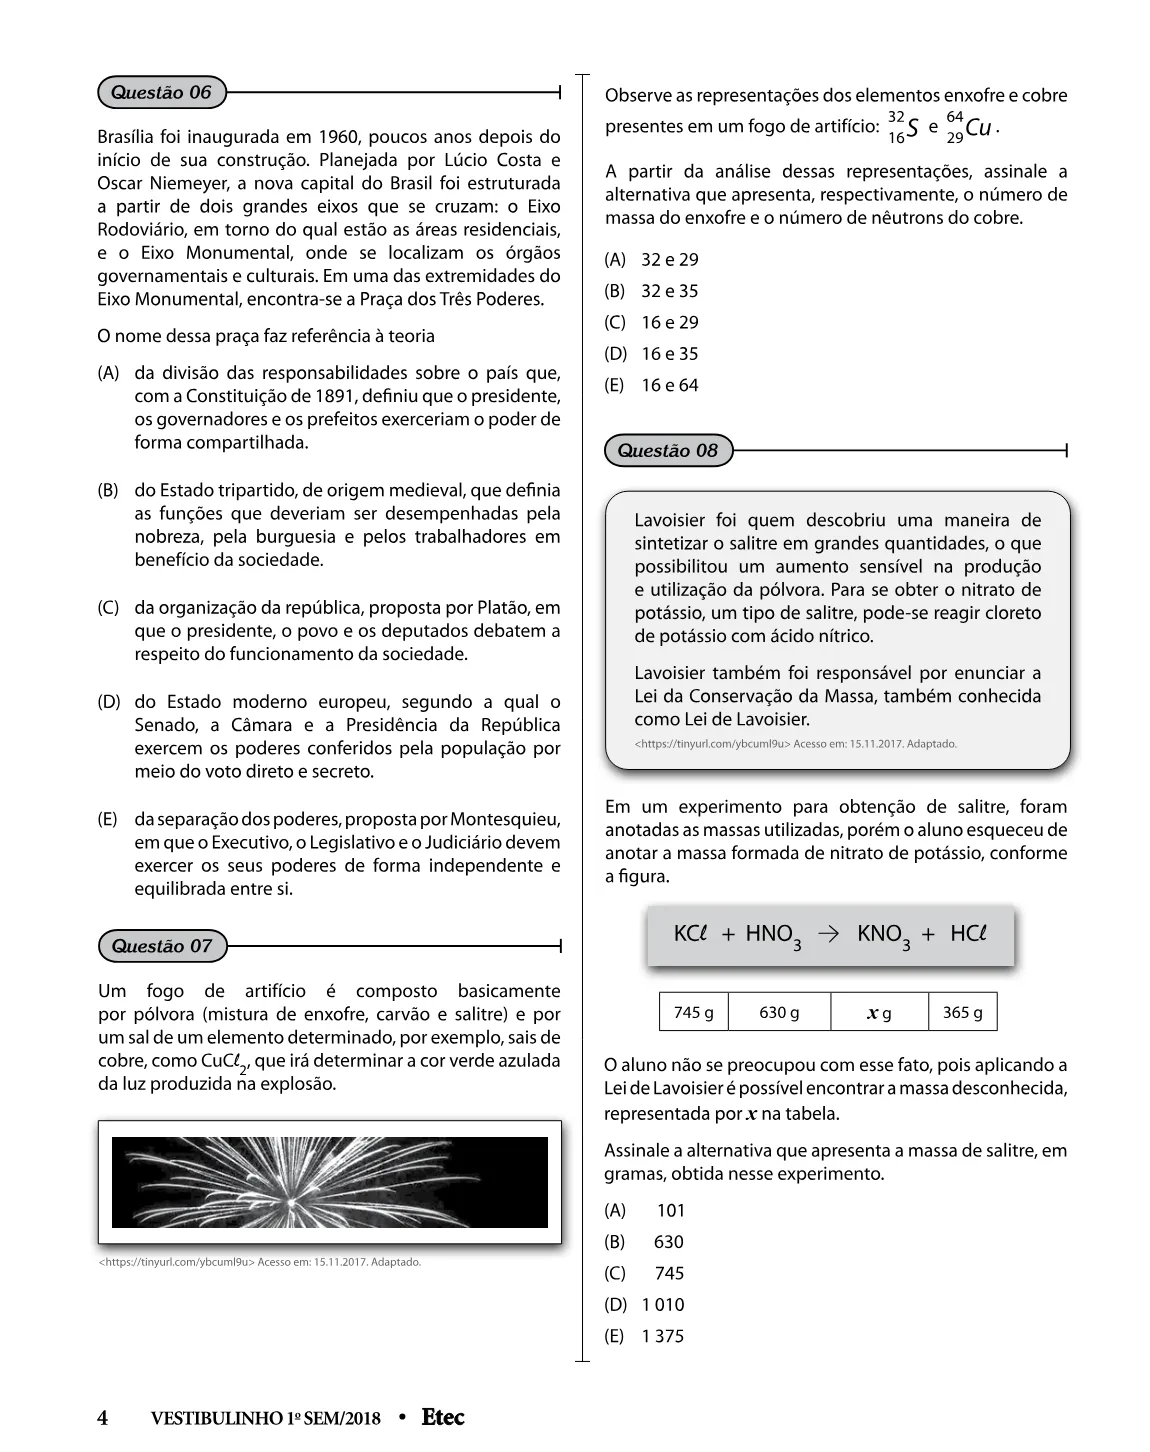 Questão 06
Brasília foi inaugurada em 1960, poucos anos depois do
início de sua construção. Planejada por Lúcio Costa e
Oscar Niemeyer, a nova capital do Brasil foi estruturada
a partir de dois grandes eixos que se cruzam: o Eixo
Rodoviário, em torno do qual estão as áreas residenciais,
e o Eixo Monumental, onde se localizam os órgãos
governamentais e culturais. Em uma das extremidades do
Eixo Monumental, encontra-se a Praça dos Três Poderes.
O nome dessa praça faz referência à teoria
(A) da divisão das responsabilidades sobre o país que,
com a Constituição de 1891, definiu que o presidente,
os governadores e os prefeitos exerceriam o poder de
forma compartilhada.
(B) do Estado tripartido, de origem medieval, que definia
as funções que deveriam ser desempenhadas pela
nobreza, pela burguesia e pelos trabalhadores em
benefício da sociedade.
(C) da organização da república, proposta por Platão, em
que o presidente, o povo e os deputados debatem a
respeito do funcionamento da sociedade.
(D) do Estado moderno europeu, segundo a qual o
Senado, a Câmara e a Presidência da República
exercem os poderes conferidos pela população por
meio do voto direto e secreto.
(E) da separação dos poderes, proposta por Montesquieu,
em que o Executivo, o Legislativo e o Judiciário devem
exercer os seus poderes de forma independente e
equilibrada entre si.
Questão 07
Um fogo de artifício é composto basicamente
por pólvora (mistura de enxofre, carvão e salitre) e por
um sal de um elemento determinado, por exemplo, sais de
cobre, como CuCℓ₂, que irá determinar a cor verde azulada
da luz produzida na explosão.
<https://tinyurl.com/ybcuml9u> Acesso em: 15.11.2017. Adaptado.
Observe as representações dos elementos enxofre e cobre
presentes em um fogo de artifício: ³²₁₆S e ⁶⁴₂₉Cu.
A partir da análise dessas representações, assinale a
alternativa que apresenta, respectivamente, o número de
massa do enxofre e o número de nêutrons do cobre.
(A) 32 e 29
(B) 32 e 35
(C) 16 e 29
(D) 16 e 35
(E) 16 e 64
Questão 08
Lavoisier foi quem descobriu uma maneira de
sintetizar o salitre em grandes quantidades, o que
possibilitou um aumento sensível na produção
e utilização da pólvora. Para se obter o nitrato de
potássio, um tipo de salitre, pode-se reagir cloreto
de potássio com ácido nítrico.
Lavoisier também foi responsável por enunciar a
Lei da Conservação da Massa, também conhecida
como Lei de Lavoisier.
<https://tinyurl.com/ybcuml9u> Acesso em: 15.11.2017. Adaptado.
Em um experimento para obtenção de salitre, foram
anotadas as massas utilizadas, porém o aluno esqueceu de
anotar a massa formada de nitrato de potássio, conforme
a figura.
KCℓ + HNO₃ → KNO₃ + HCℓ
745 g 630 g x g 365 g
O aluno não se preocupou com esse fato, pois aplicando a
Lei de Lavoisier é possível encontrar a massa desconhecida,
representada por x na tabela.
Assinale a alternativa que apresenta a massa de salitre, em
gramas, obtida nesse experimento.
(A) 101
(B) 630
(C) 745
(D) 1 010
(E) 1 375
4 VESTIBULINHO 1º SEM/2018 • Etec